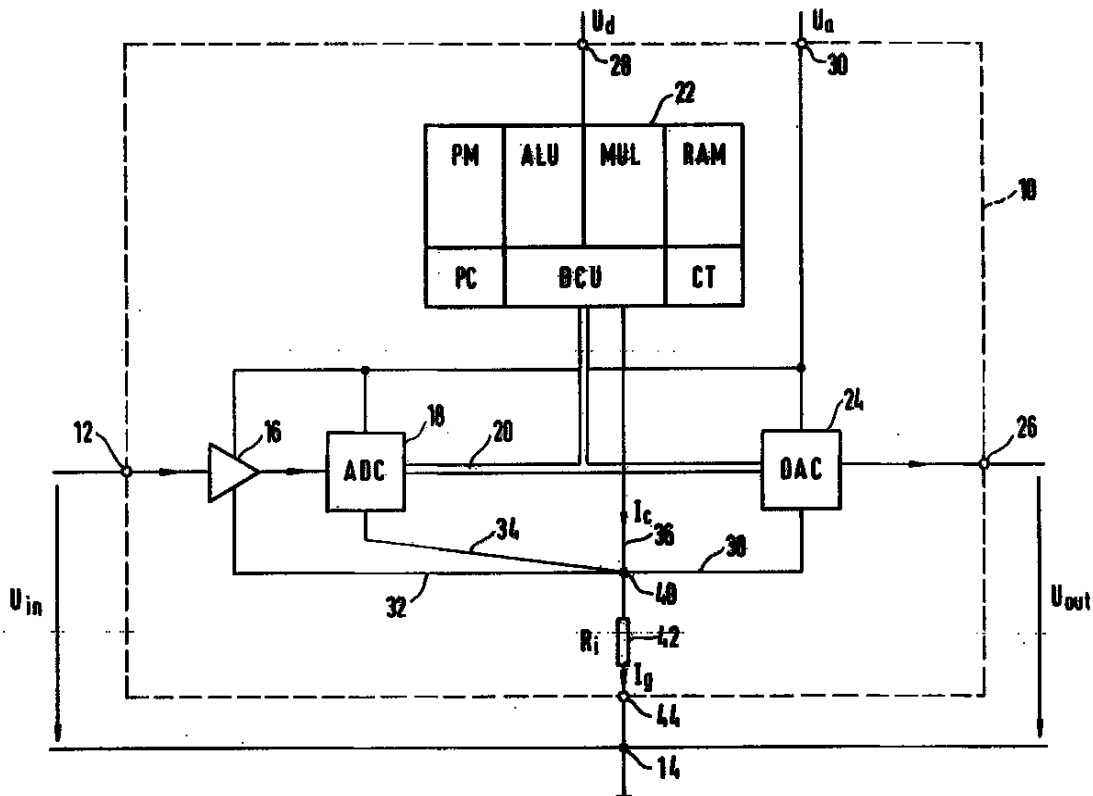 U_d U_a
28 30
22
PM ALU MUL RAM
10
PC BCU CT
24
12 16 18 20 26
ADC DAC
34 I_c
36 38
32 40
U_in U_out
R_i 42
I_g
44
14